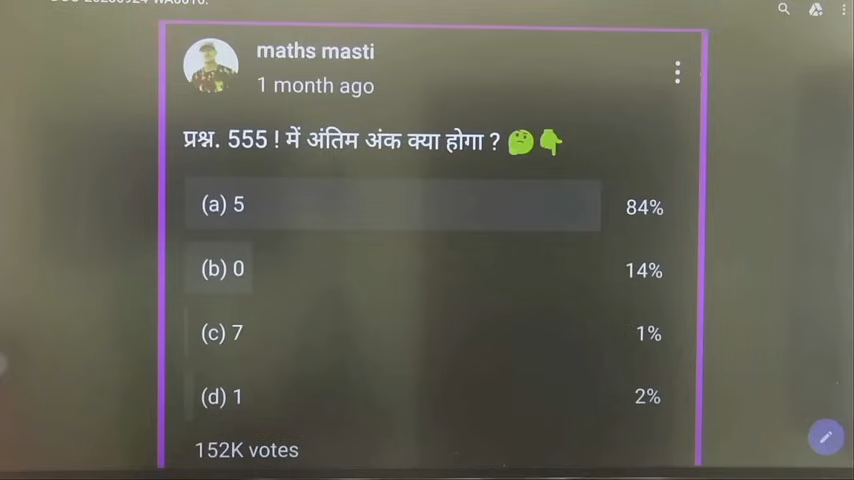 maths masti
1 month ago
प्रश्न. 555 ! में अंतिम अंक क्या होगा ? 🤔👇
(a) 5 84%
(b) 0 14%
(c) 7 1%
(d) 1 2%
152K votes